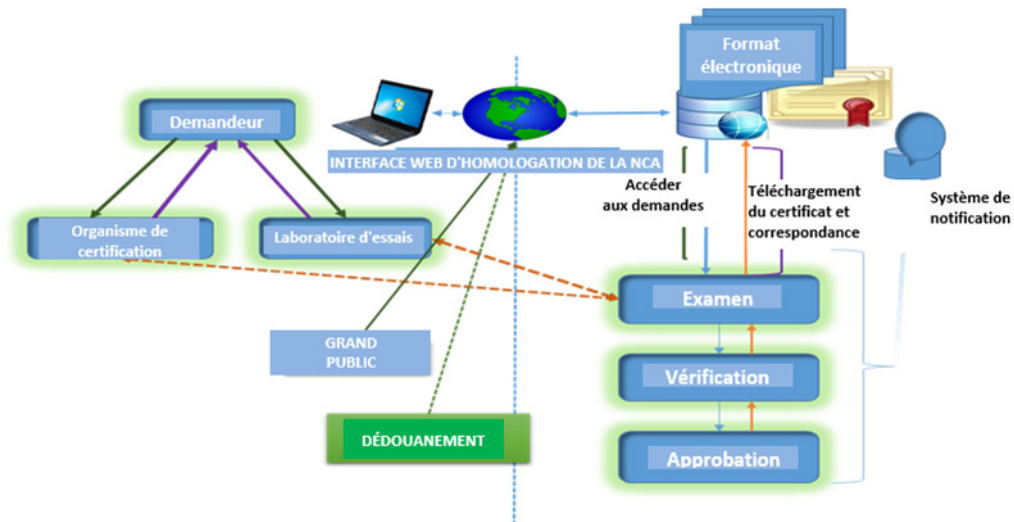 Format
électronique
Demandeur
INTERFACE WEB D'HOMOLOGATION DE LA NCA
Accéder
aux demandes
Téléchargement
du certificat et
correspondance
Système de
notification
Organisme de
certification
Laboratoire d'essais
Examen
GRAND
PUBLIC
Vérification
DÉDOUANEMENT
Approbation